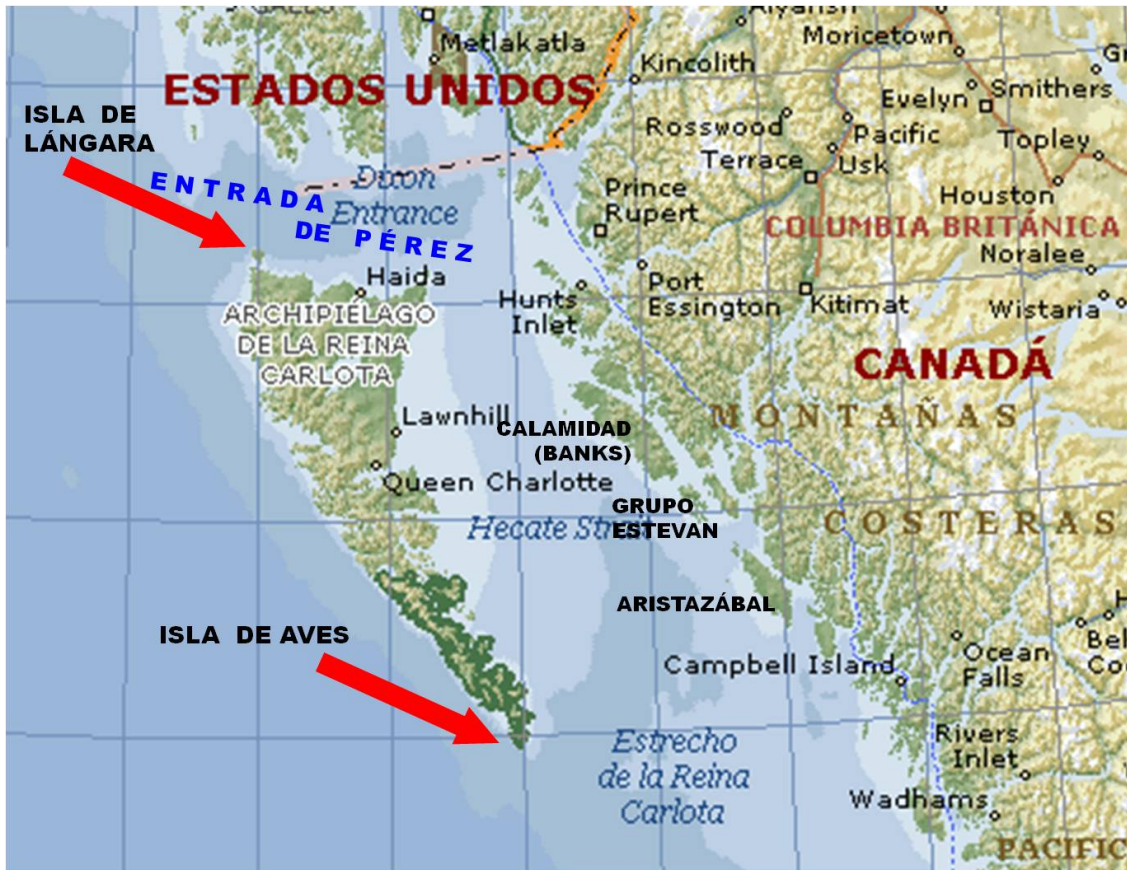 Metlakatla
Kincolith
Moricetown
ESTADOS UNIDOS
Evelyn
Smithers
ISLA DE
LÁNGARA
Rosswood
Pacific
Topley
Terrace
Usk
ENTRADA
DE PÉREZ
Dixon
Entrance
Prince
Rupert
Houston
COLUMBIA BRITÁNICA
Noralee
Haida
Hunts
Inlet
Port
Essington
Kitimat
Wistaria
ARCHIPIÉLAGO
DE LA REINA
CARLOTA
CANADÁ
MONTAÑAS
Lawnhill
CALAMIDAD
(BANKS)
Queen Charlotte
GRUPO
ESTEVAN
Hecate Strait
COSTERAS
ARISTAZÁBAL
ISLA DE AVES
Campbell Island
Ocean
Falls
Estrecho
de la Reina
Carlota
Rivers
Inlet
Wadhams
PACIFIC